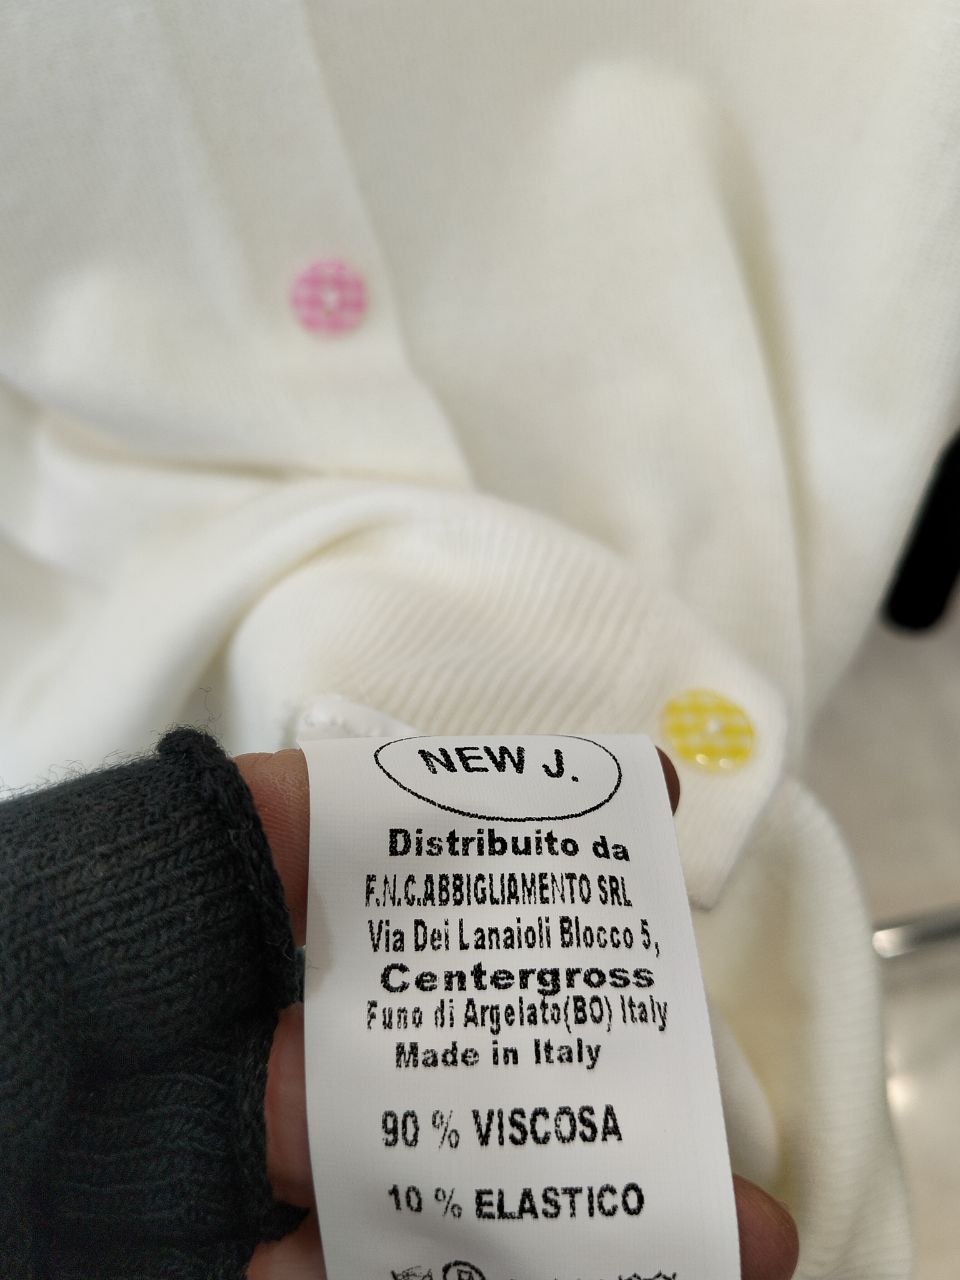 NEW J.
Distribuito da
F.N.C.ABBIGLIAMENTO SRL
Via Dei Lanaioli Blocco 5,
Centergross
Funo di Argelato(BO) Italy
Made in Italy
90 % VISCOSA
10 % ELASTICO